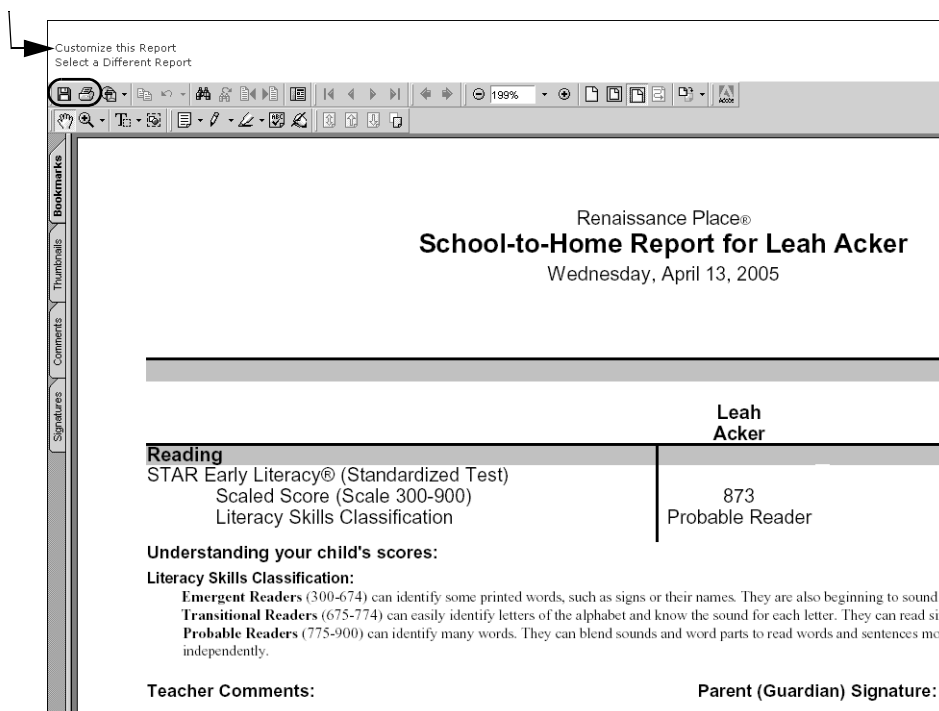 Customize this Report
Select a Different Report
199%
Adobe
Bookmarks
Thumbnails
Comments
Signatures
Renaissance Place®
School-to-Home Report for Leah Acker
Wednesday, April 13, 2005
Leah
Acker
Reading
STAR Early Literacy® (Standardized Test)
Scaled Score (Scale 300-900) 873
Literacy Skills Classification Probable Reader
Understanding your child's scores:
Literacy Skills Classification:
Emergent Readers (300-674) can identify some printed words, such as signs or their names. They are also beginning to sound
Transitional Readers (675-774) can easily identify letters of the alphabet and know the sound for each letter. They can read si
Probable Readers (775-900) can identify many words. They can blend sounds and word parts to read words and sentences mo
independently.
Teacher Comments: Parent (Guardian) Signature: